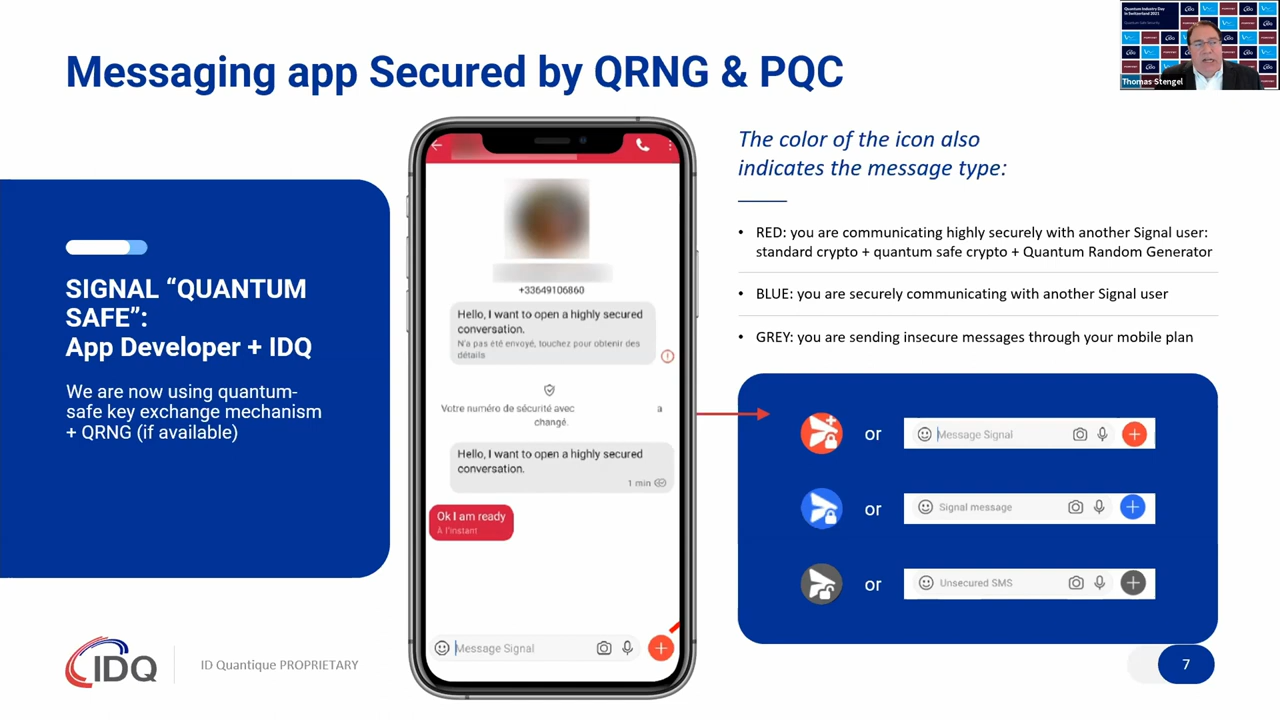 Messaging app Secured by QRNG & PQC
Quantum Industry Day
in Switzerland 2021
Thomas Stengel
SIGNAL “QUANTUM
SAFE”:
App Developer + IDQ
We are now using quantum-
safe key exchange mechanism
+ QRNG (if available)
+33649106860
Hello, I want to open a highly secured
conversation.
N'a pas été envoyé, touchez pour obtenir des
détails
Votre numéro de sécurité avec a
changé.
Hello, I want to open a highly secured
conversation.
1 min
Ok I am ready
À l'instant
Message Signal
The color of the icon also
indicates the message type:
• RED: you are communicating highly securely with another Signal user:
standard crypto + quantum safe crypto + Quantum Random Generator
• BLUE: you are securely communicating with another Signal user
• GREY: you are sending insecure messages through your mobile plan
or Message Signal
or Signal message
or Unsecured SMS
IDQ
ID Quantique PROPRIETARY
7